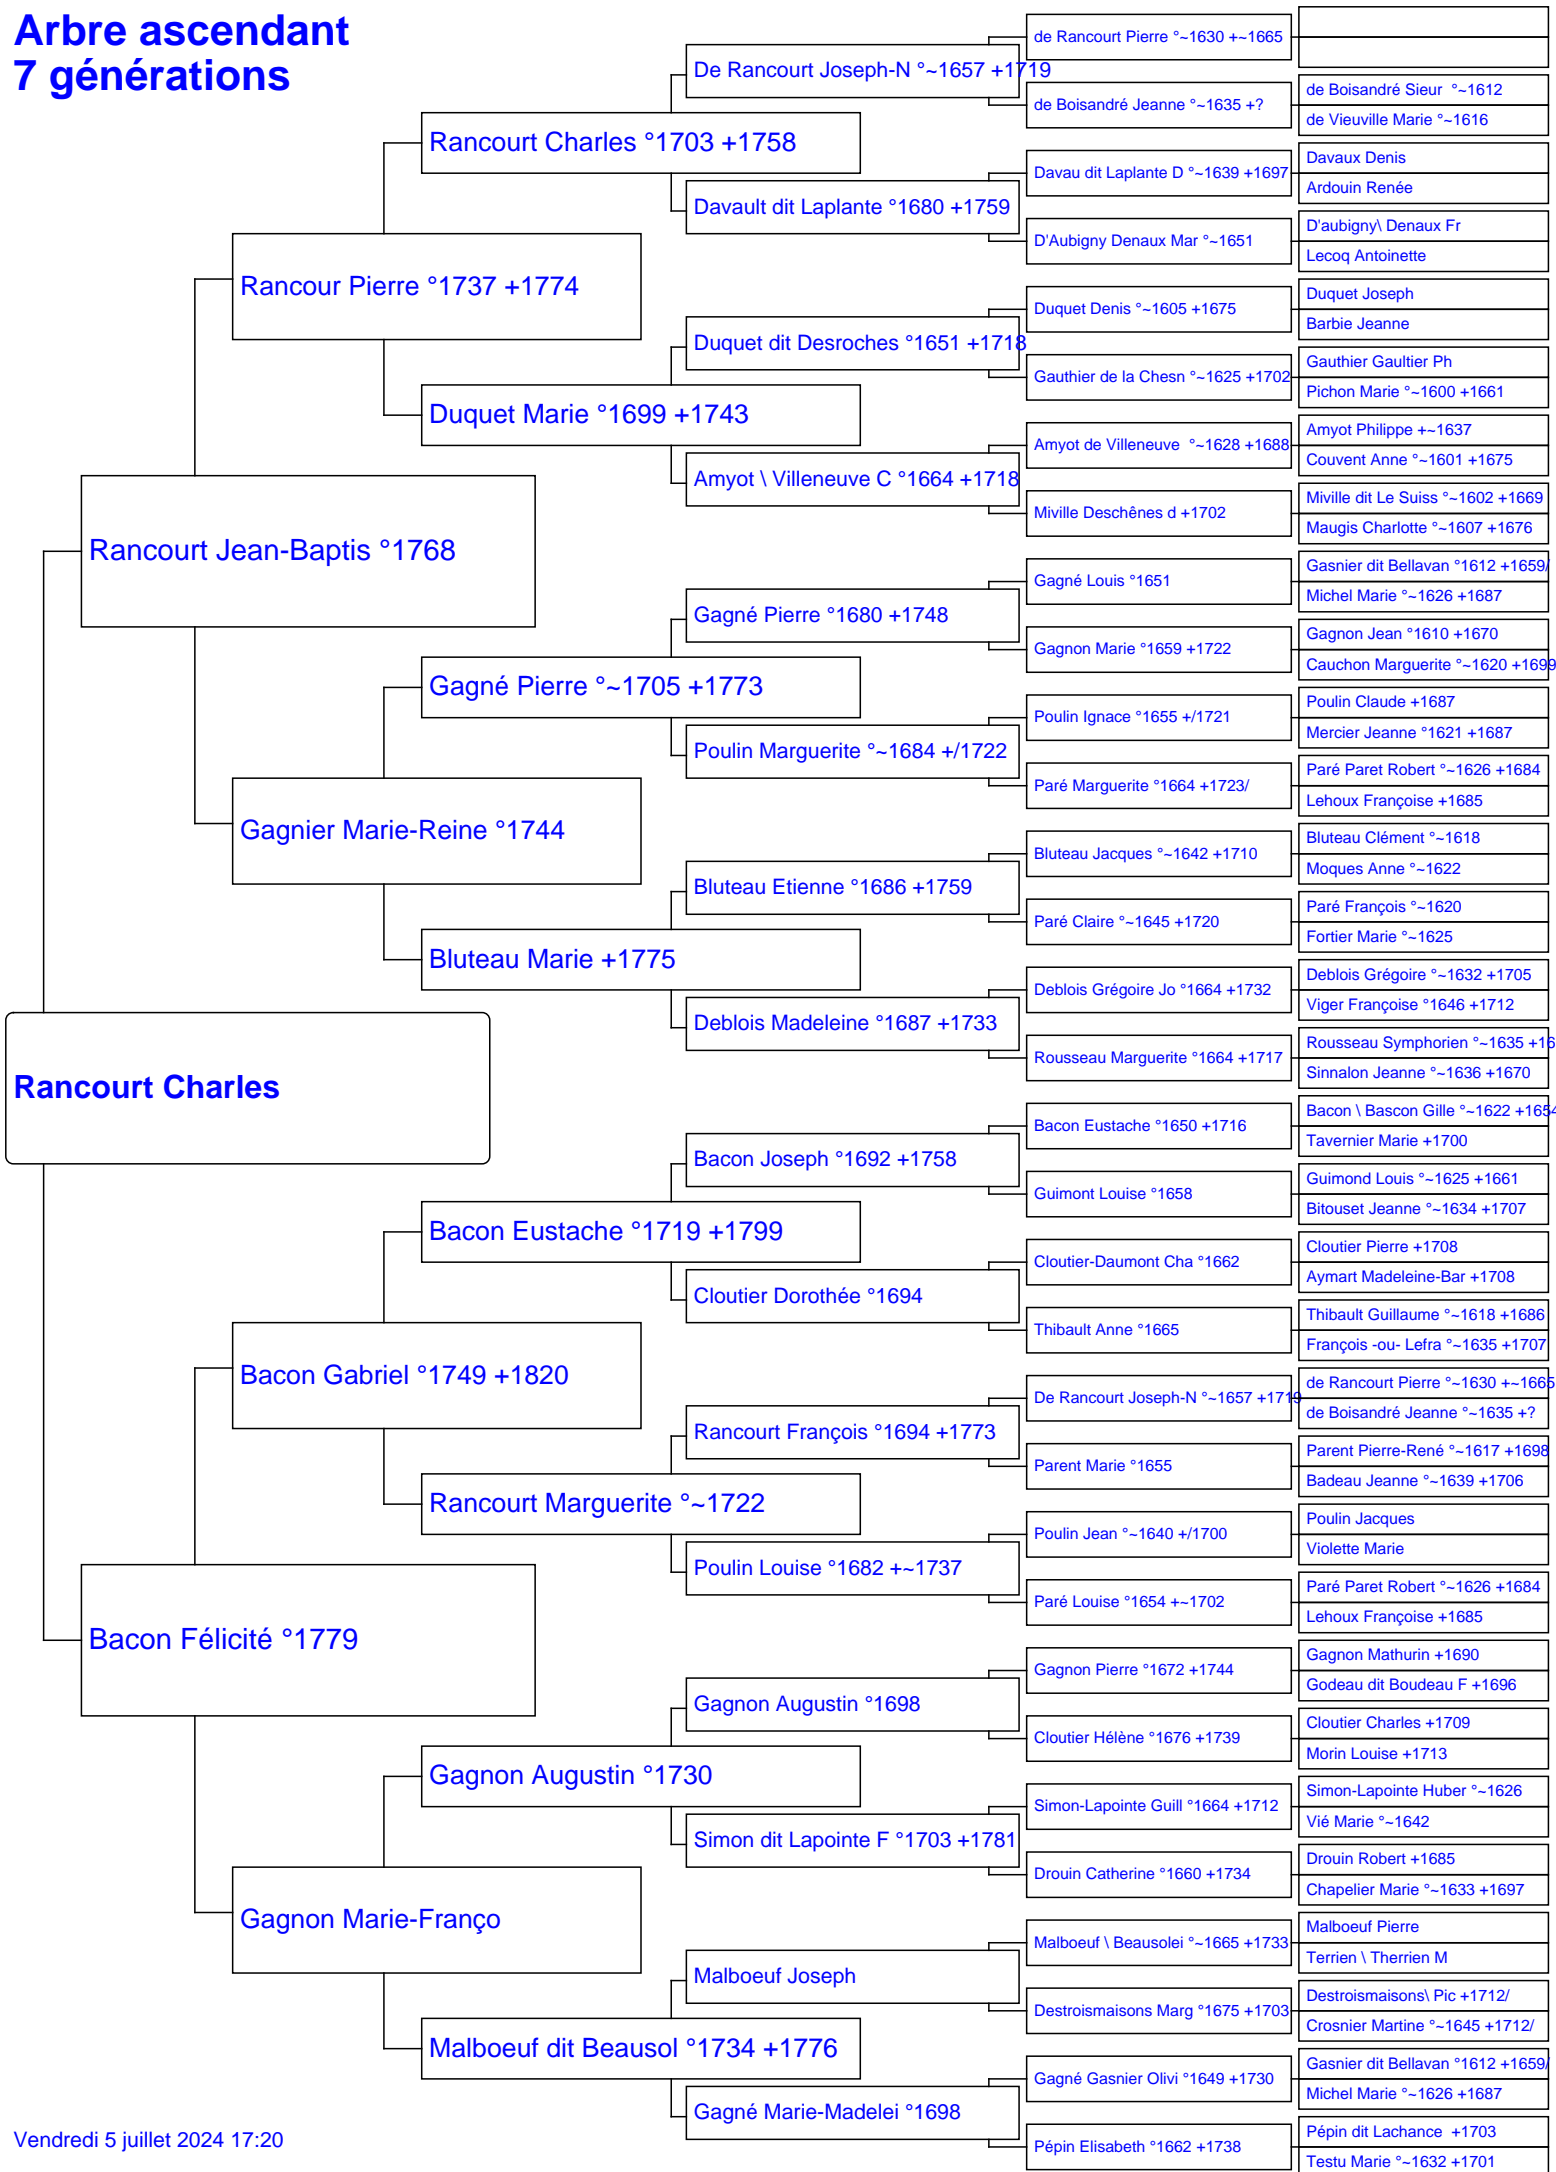 Arbre ascendant
7 générations
Rancourt Charles
Rancourt Jean-Baptis °1768
Bacon Félicité °1779
Rancour Pierre °1737 +1774
Gagnier Marie-Reine °1744
Bacon Gabriel °1749 +1820
Gagnon Marie-Franço
Rancourt Charles °1703 +1758
Duquet Marie °1699 +1743
Gagné Pierre °~1705 +1773
Bluteau Marie +1775
Bacon Eustache °1719 +1799
Rancourt Marguerite °~1722
Gagnon Augustin °1730
Malboeuf dit Beausol °1734 +1776
De Rancourt Joseph-N °~1657 +1719
Davault dit Laplante °1680 +1759
Duquet dit Desroches °1651 +1718
Amyot \ Villeneuve C °1664 +1718
Gagné Pierre °1680 +1748
Poulin Marguerite °~1684 +/1722
Bluteau Etienne °1686 +1759
Deblois Madeleine °1687 +1733
Bacon Joseph °1692 +1758
Cloutier Dorothée °1694
Rancourt François °1694 +1773
Poulin Louise °1682 +~1737
Gagnon Augustin °1698
Simon dit Lapointe F °1703 +1781
Malboeuf Joseph
Gagné Marie-Madelei °1698
de Rancourt Pierre °~1630 +~1665
de Boisandré Jeanne °~1635 +?
Davau dit Laplante D °~1639 +1697
D'Aubigny Denaux Mar °~1651
Duquet Denis °~1605 +1675
Gauthier de la Chesn °~1625 +1702
Amyot de Villeneuve °~1628 +1688
Miville Deschênes d +1702
Gagné Louis °1651
Gagnon Marie °1659 +1722
Poulin Ignace °1655 +/1721
Paré Marguerite °1664 +1723/
Bluteau Jacques °~1642 +1710
Paré Claire °~1645 +1720
Deblois Grégoire Jo °1664 +1732
Rousseau Marguerite °1664 +1717
Bacon Eustache °1650 +1716
Guimont Louise °1658
Cloutier-Daumont Cha °1662
Thibault Anne °1665
De Rancourt Joseph-N °~1657 +1719
Parent Marie °1655
Poulin Jean °~1640 +/1700
Paré Louise °1654 +~1702
Gagnon Pierre °1672 +1744
Cloutier Hélène °1676 +1739
Simon-Lapointe Guill °1664 +1712
Drouin Catherine °1660 +1734
Malboeuf \ Beausolei °~1665 +1733
Destroismaisons Marg °1675 +1703
Gagné Gasnier Olivi °1649 +1730
Pépin Elisabeth °1662 +1738
de Boisandré Sieur °~1612
de Vieuville Marie °~1616
Davaux Denis
Ardouin Renée
D'aubigny\ Denaux Fr
Lecoq Antoinette
Duquet Joseph
Barbie Jeanne
Gauthier Gaultier Ph
Pichon Marie °~1600 +1661
Amyot Philippe +~1637
Couvent Anne °~1601 +1675
Miville dit Le Suiss °~1602 +1669
Maugis Charlotte °~1607 +1676
Gasnier dit Bellavan °1612 +1659/
Michel Marie °~1626 +1687
Gagnon Jean °1610 +1670
Cauchon Marguerite °~1620 +1699
Poulin Claude +1687
Mercier Jeanne °1621 +1687
Paré Paret Robert °~1626 +1684
Lehoux Françoise +1685
Bluteau Clément °~1618
Moques Anne °~1622
Paré François °~1620
Fortier Marie °~1625
Deblois Grégoire °~1632 +1705
Viger Françoise °1646 +1712
Rousseau Symphorien °~1635 +16
Sinnalon Jeanne °~1636 +1670
Bacon \ Bascon Gille °~1622 +1654
Tavernier Marie +1700
Guimond Louis °~1625 +1661
Bitouset Jeanne °~1634 +1707
Cloutier Pierre +1708
Aymart Madeleine-Bar +1708
Thibault Guillaume °~1618 +1686
François -ou- Lefra °~1635 +1707
de Rancourt Pierre °~1630 +~1665
de Boisandré Jeanne °~1635 +?
Parent Pierre-René °~1617 +1698
Badeau Jeanne °~1639 +1706
Poulin Jacques
Violette Marie
Paré Paret Robert °~1626 +1684
Lehoux Françoise +1685
Gagnon Mathurin +1690
Godeau dit Boudeau F +1696
Cloutier Charles +1709
Morin Louise +1713
Simon-Lapointe Huber °~1626
Vié Marie °~1642
Drouin Robert +1685
Chapelier Marie °~1633 +1697
Malboeuf Pierre
Terrien \ Therrien M
Destroismaisons\ Pic +1712/
Crosnier Martine °~1645 +1712/
Gasnier dit Bellavan °1612 +1659/
Michel Marie °~1626 +1687
Pépin dit Lachance +1703
Testu Marie °~1632 +1701
Vendredi 5 juillet 2024 17:20